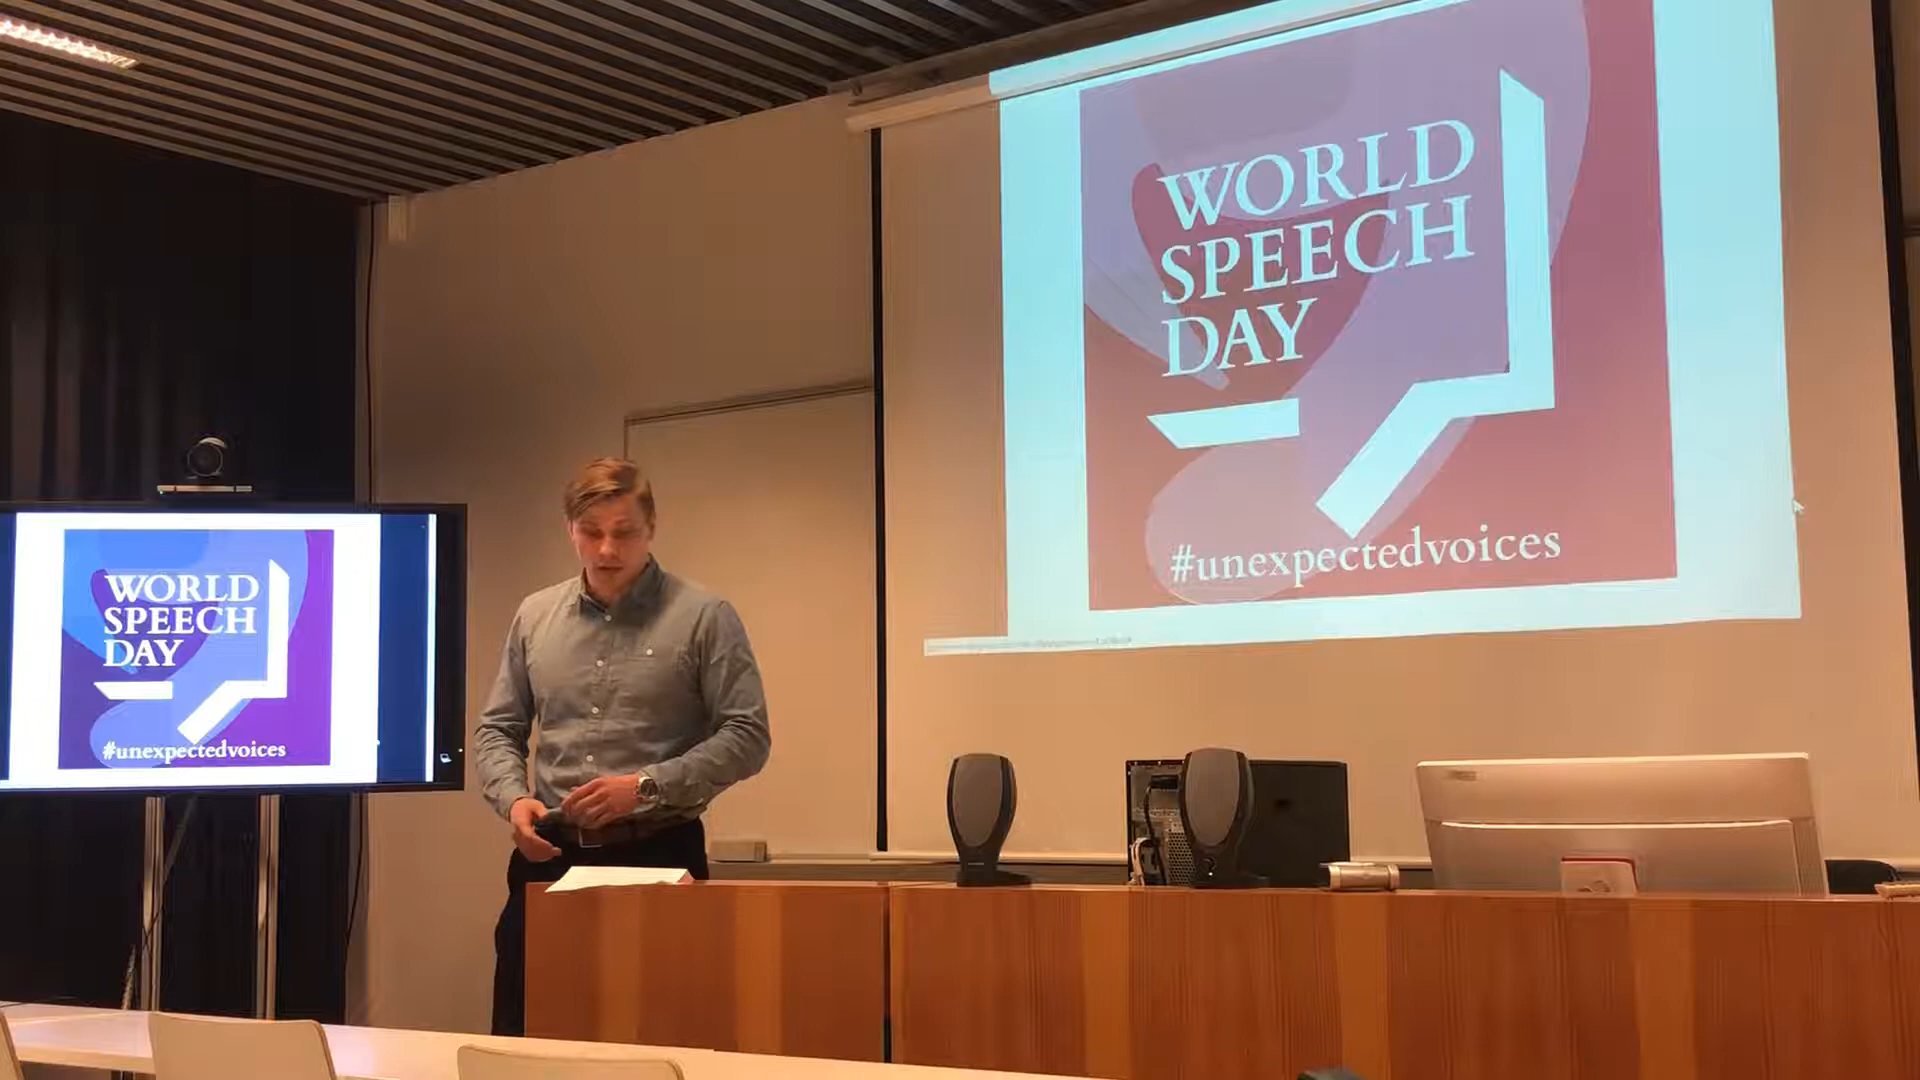 WORLD
SPEECH
DAY
#unexpectedvoices
WORLD
SPEECH
DAY
#unexpectedvoices